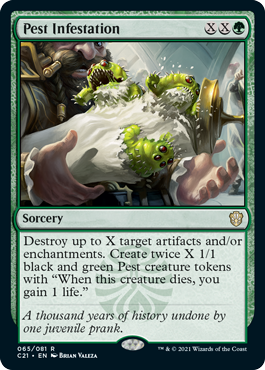 Pest Infestation XXG
Sorcery
Destroy up to X target artifacts and/or
enchantments. Create twice X 1/1
black and green Pest creature tokens
with “When this creature dies, you
gain 1 life.”
A thousand years of history undone by
one juvenile prank.
065/081 R
C21 • EN BRIAN VALEZA
™ & © 2021 Wizards of the Coast